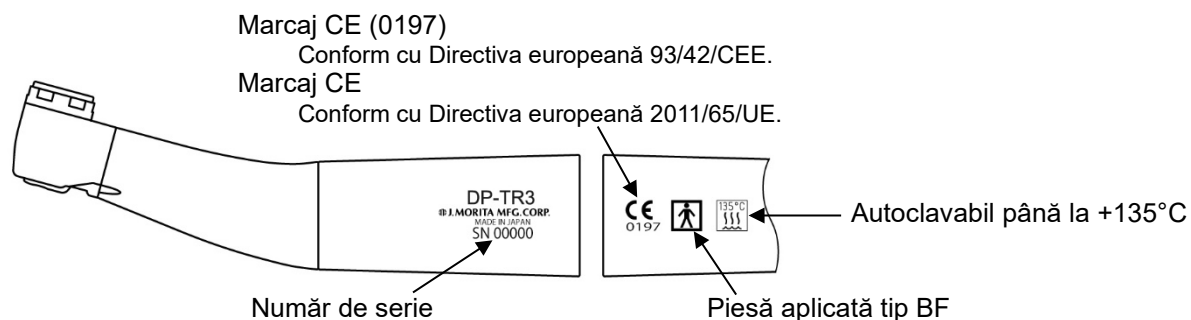 Marcaj CE (0197)
Conform cu Directiva europeană 93/42/CEE.
Marcaj CE
Conform cu Directiva europeană 2011/65/UE.
DP-TR3
J.MORITA MFG.CORP.
MADE IN JAPAN
SN 00000
CE
0197
135°C
Autoclavabil până la +135°C
Număr de serie
Piesă aplicată tip BF